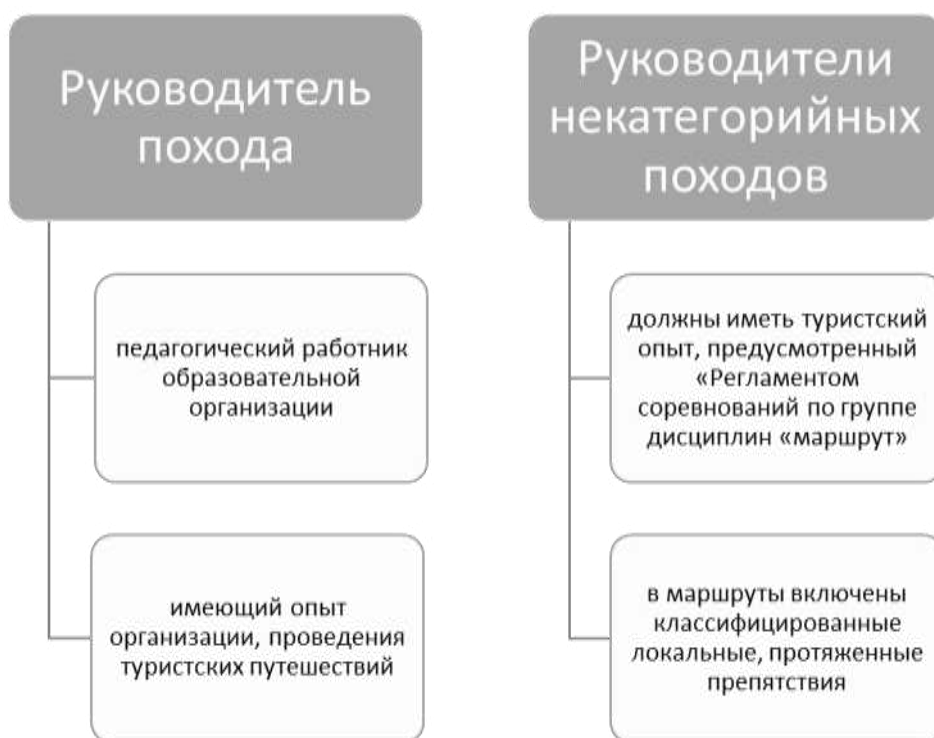 Руководитель
похода
педагогический работник
образовательной
организации
имеющий опыт
организации, проведения
туристских путешествий
Руководители
некатегорийных
походов
должны иметь туристский
опыт, предусмотренный
«Регламентом
соревнований по группе
дисциплин «маршрут»
в маршруты включены
классифицированные
локальные, протяженные
препятствия